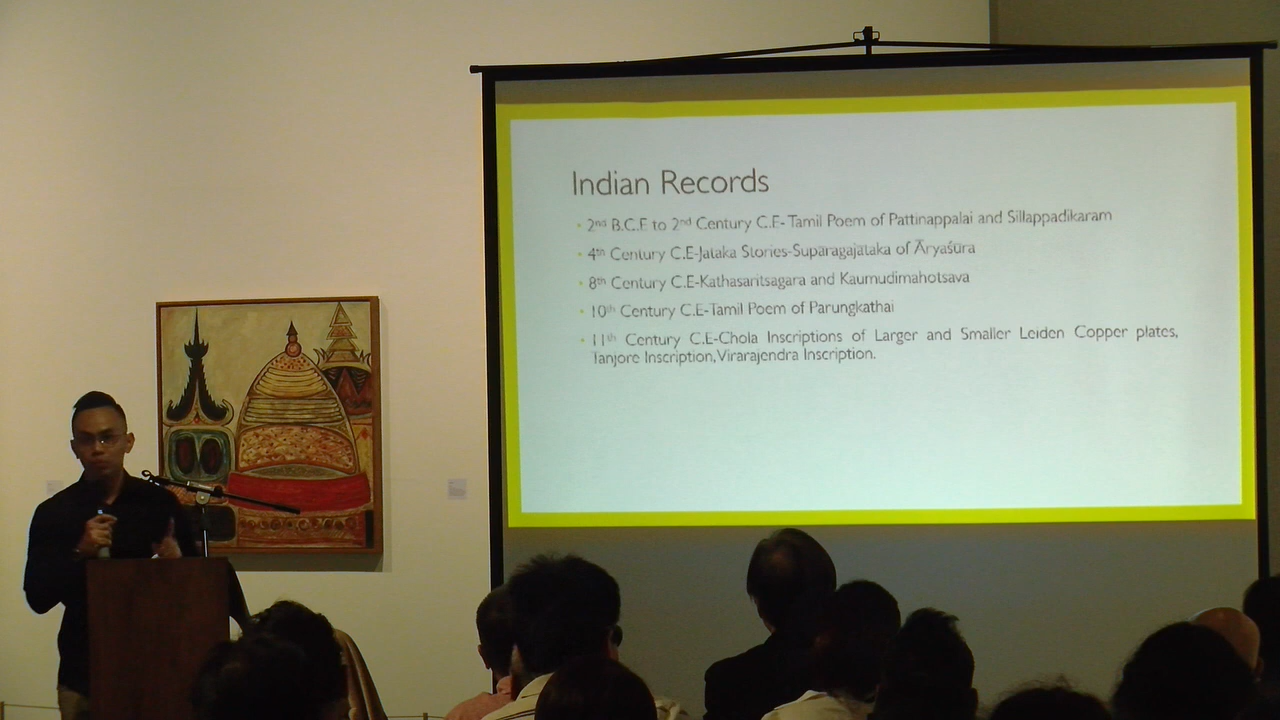 Indian Records
• 2nd B.C.E to 2nd Century C.E- Tamil Poem of Pattinappalai and Sillappadikaram
• 4th Century C.E-Jataka Stories-Suparagajataka of Āryaśūra
• 8th Century C.E-Kathasaritsagara and Kaumudimahotsava
• 10th Century C.E-Tamil Poem of Parungkathai
• 11th Century C.E-Chola Inscriptions of Larger and Smaller Leiden Copper plates,
Tanjore Inscription, Virarajendra Inscription.